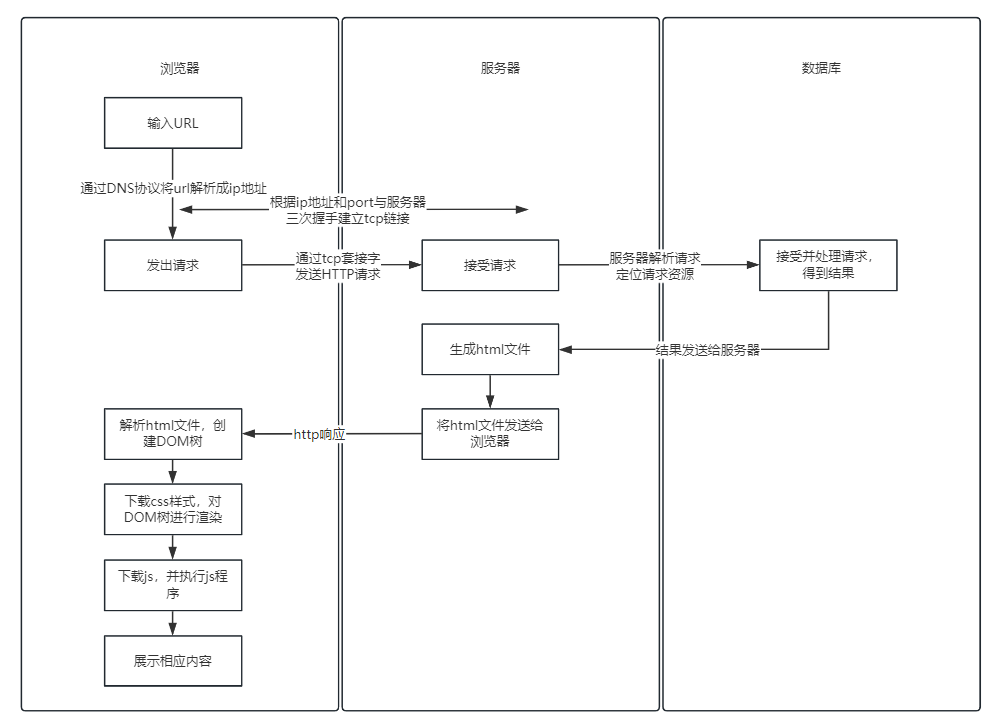 浏览器
服务器
数据库
输入URL
通过DNS协议将url解析成ip地址
根据ip地址和port与服务器
三次握手建立tcp链接
发出请求
通过tcp套接字
发送HTTP请求
接受请求
服务器解析请求
定位请求资源
接受并处理请求，
得到结果
生成html文件
结果发送给服务器
解析html文件，创
建DOM树
http响应
将html文件发送给
浏览器
下载css样式，对
DOM树进行渲染
下载js，并执行js程
序
展示相应内容